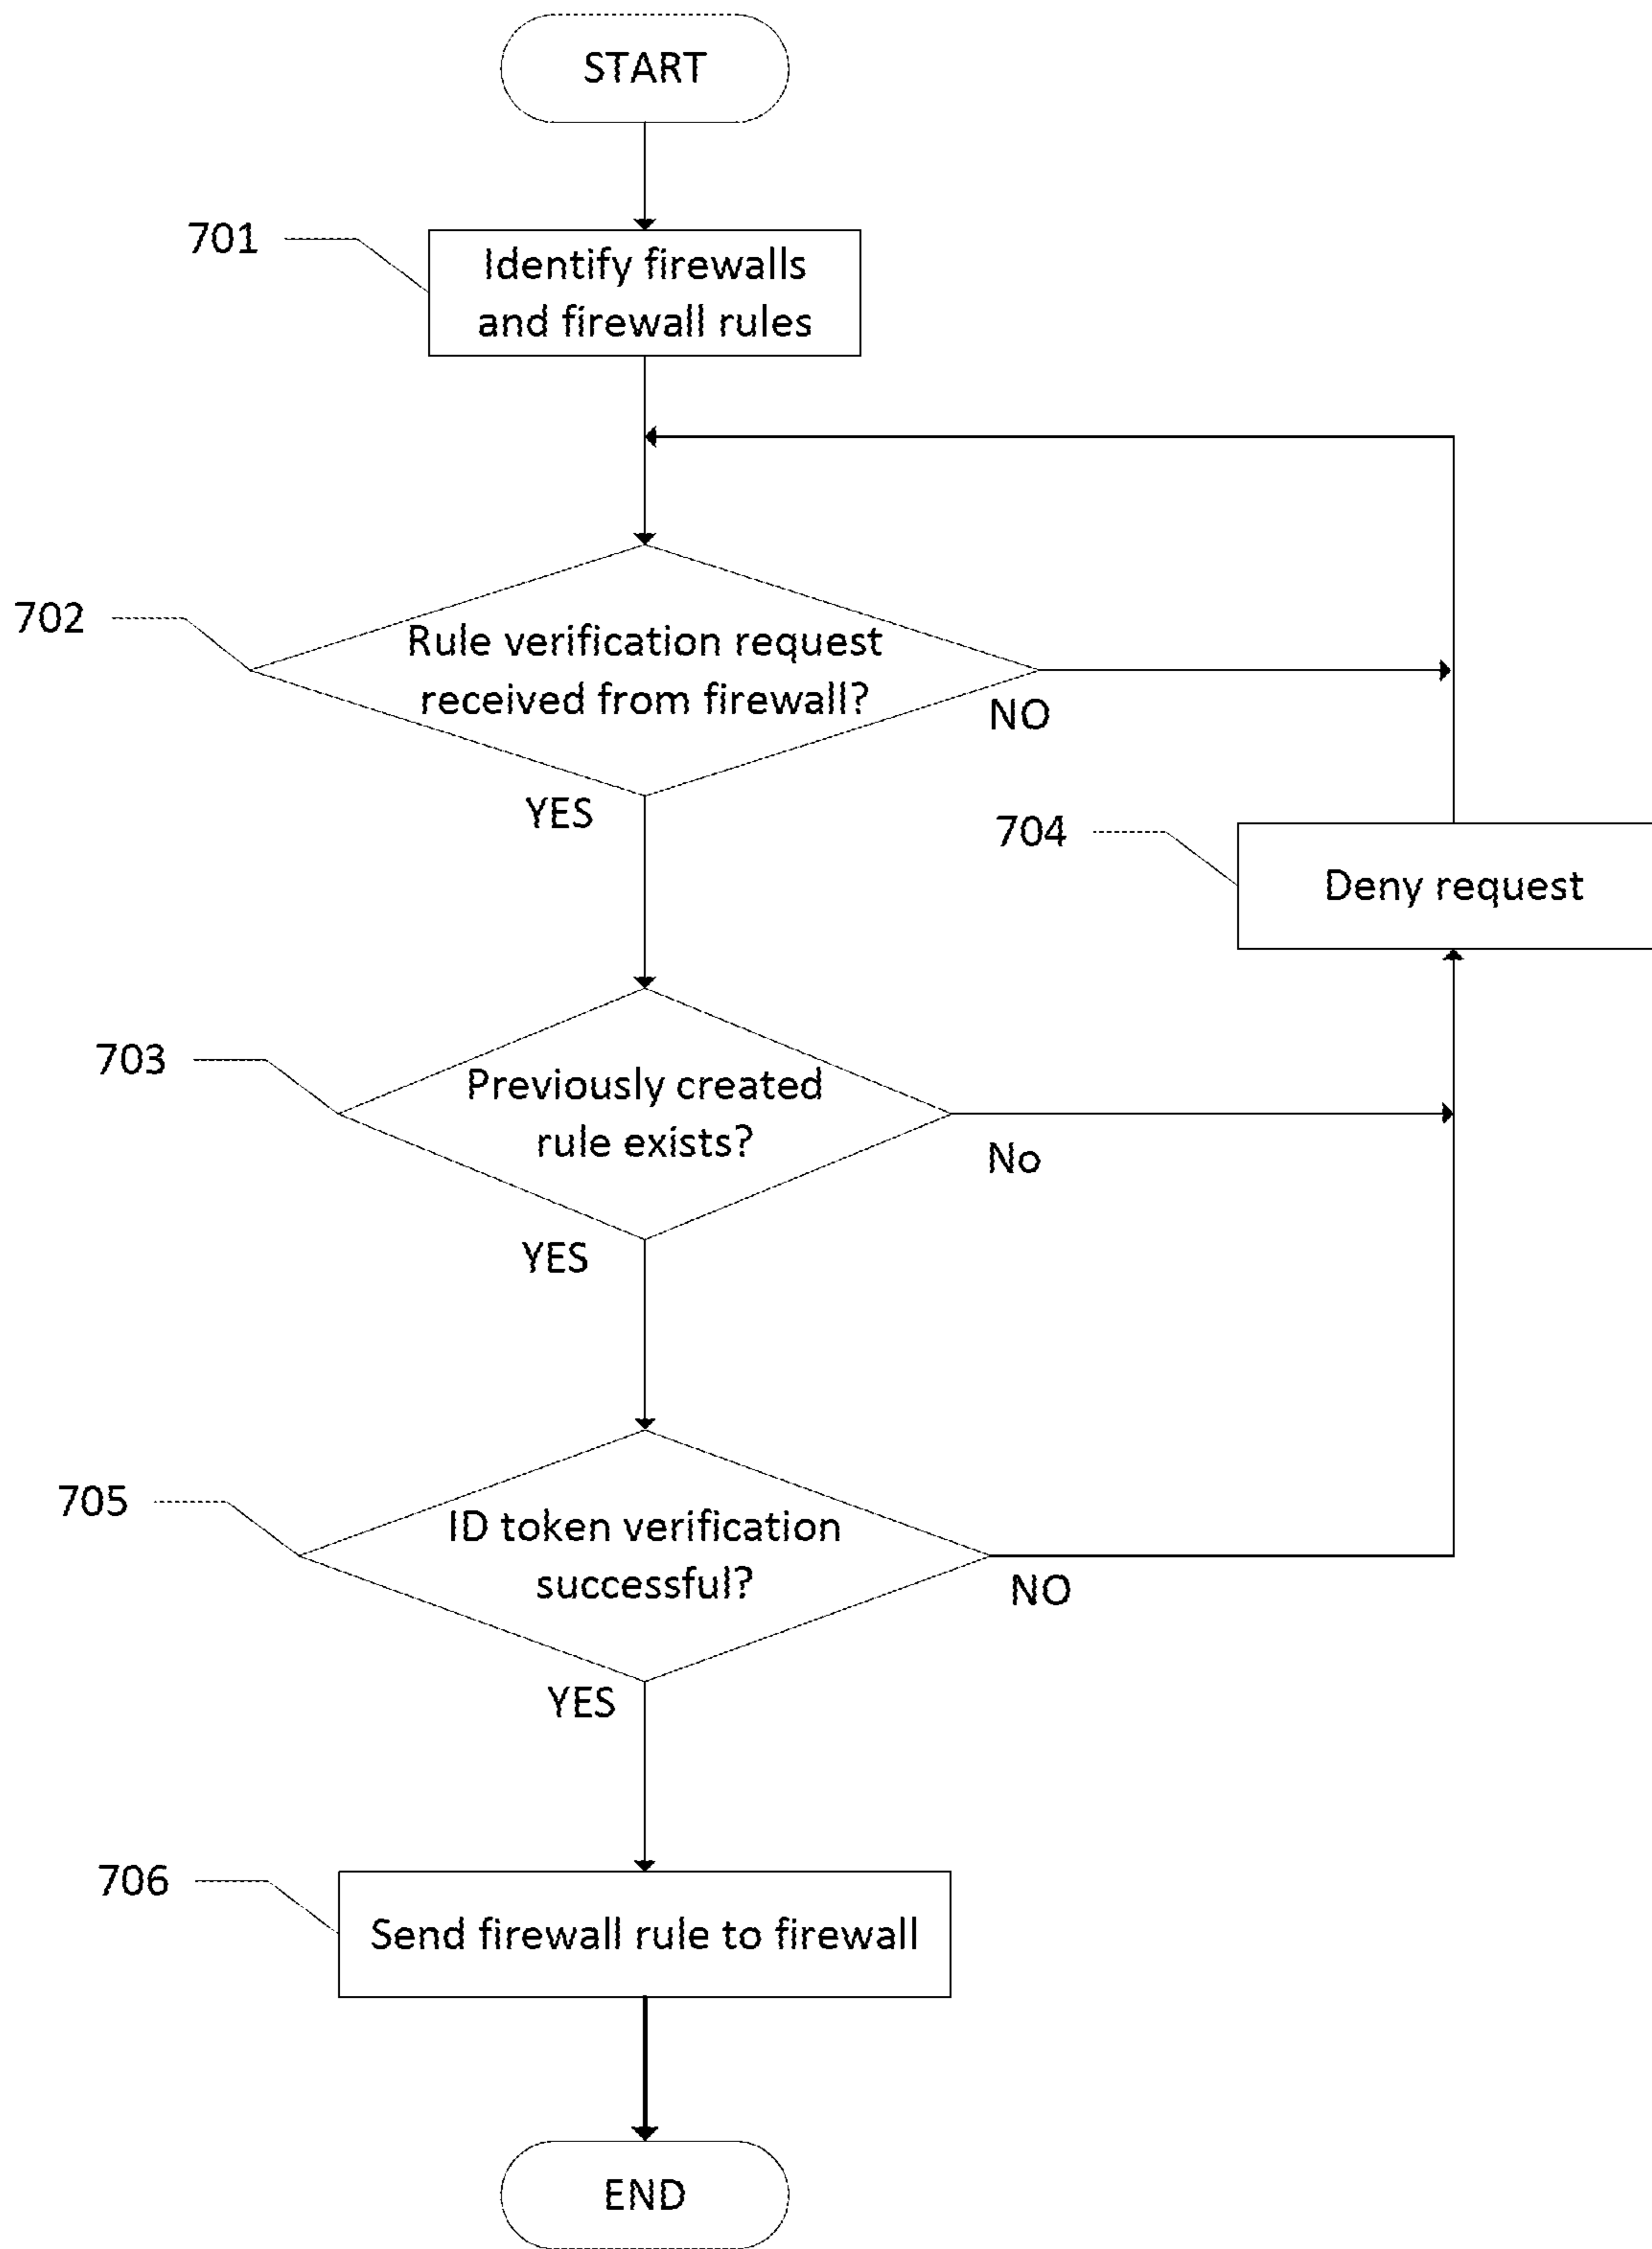 START
701
Identify firewalls
and firewall rules
702
Rule verification request
received from firewall?
NO
YES
704
Deny request
703
Previously created
rule exists?
No
YES
705
ID token verification
successful?
NO
YES
706
Send firewall rule to firewall
END